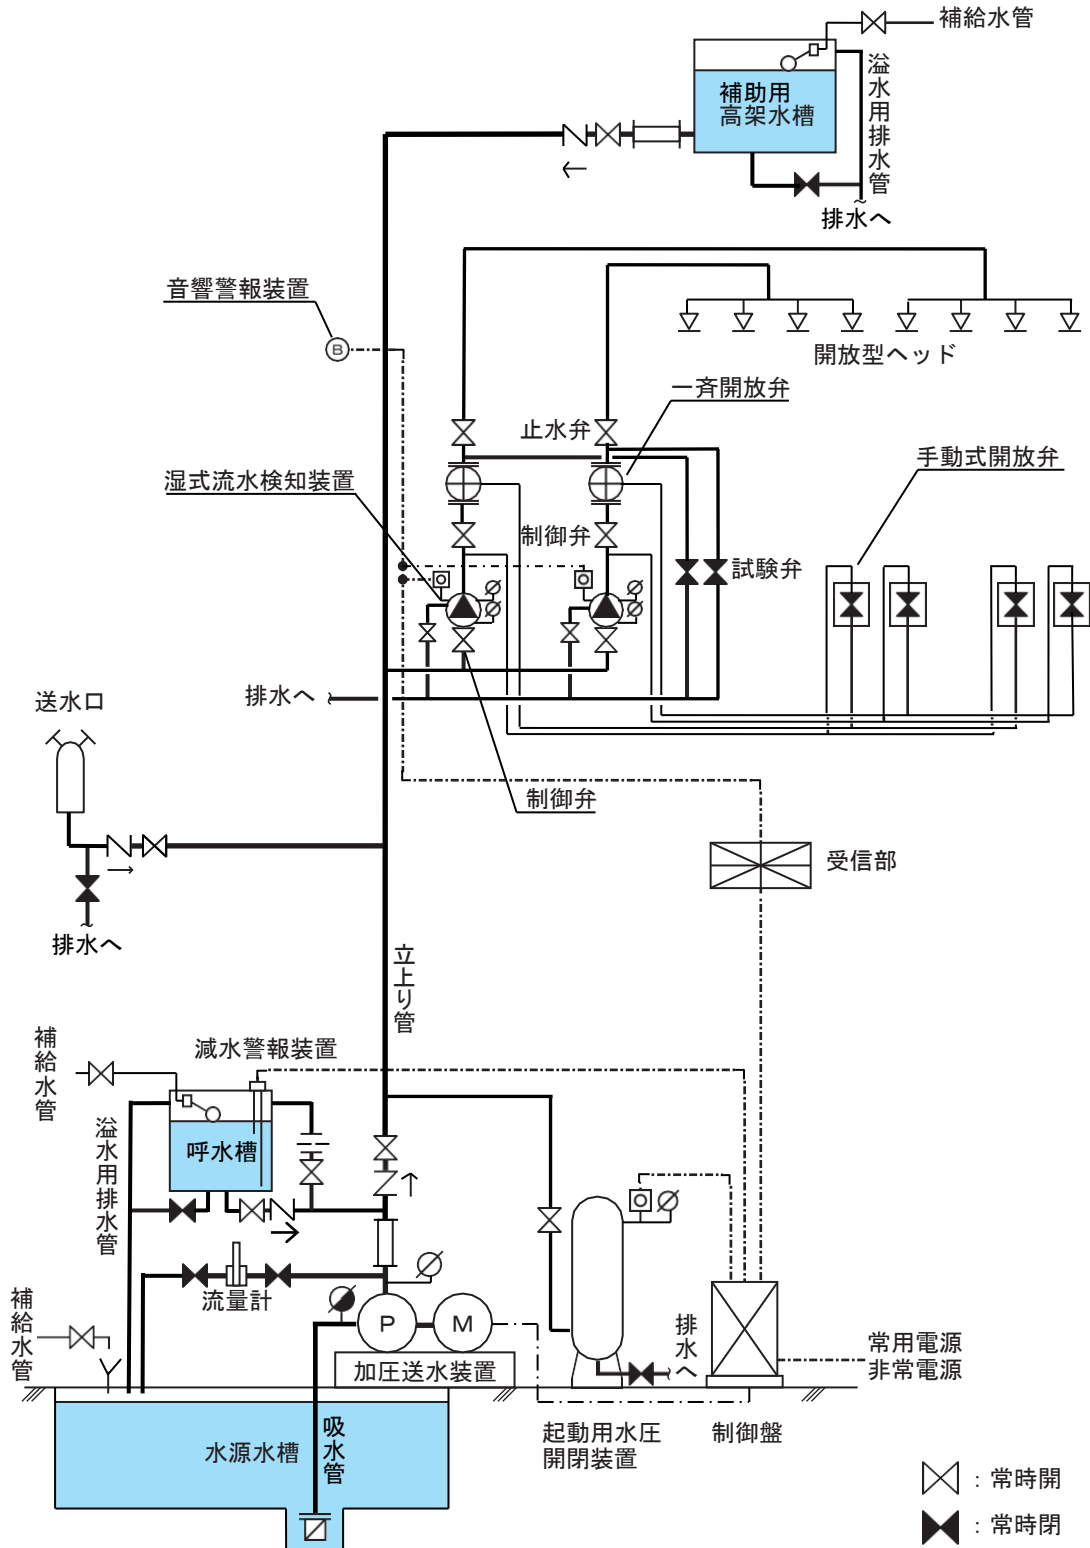 補給水管
溢水用排水管
補助用
高架水槽
排水へ
音響警報装置
B
開放型ヘッド
一斉開放弁
止水弁
手動式開放弁
湿式流水検知装置
制御弁
試験弁
排水へ
送水口
制御弁
受信部
排水へ
立上り管
補給水管
減水警報装置
溢水用排水管
呼水槽
流量計
補給水管
P
M
加圧送水装置
排水へ
常用電源
非常電源
吸水管
水源水槽
起動用水圧
開閉装置
制御盤
：常時開
：常時閉